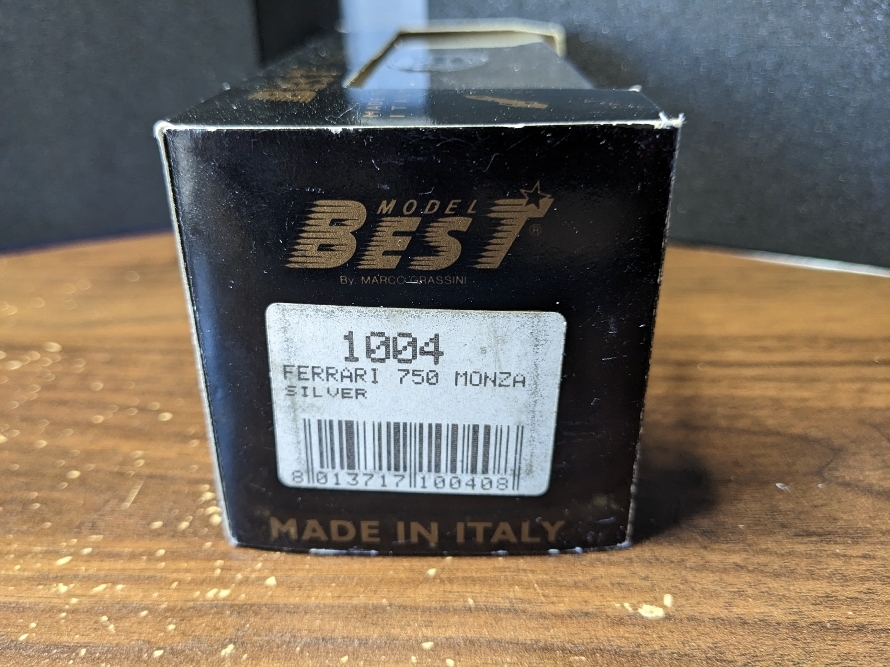 MODEL
BEST®
By: MARCO GRASSINI
1004
FERRARI 750 MONZA
SILVER
8 013717 100408
MADE IN ITALY